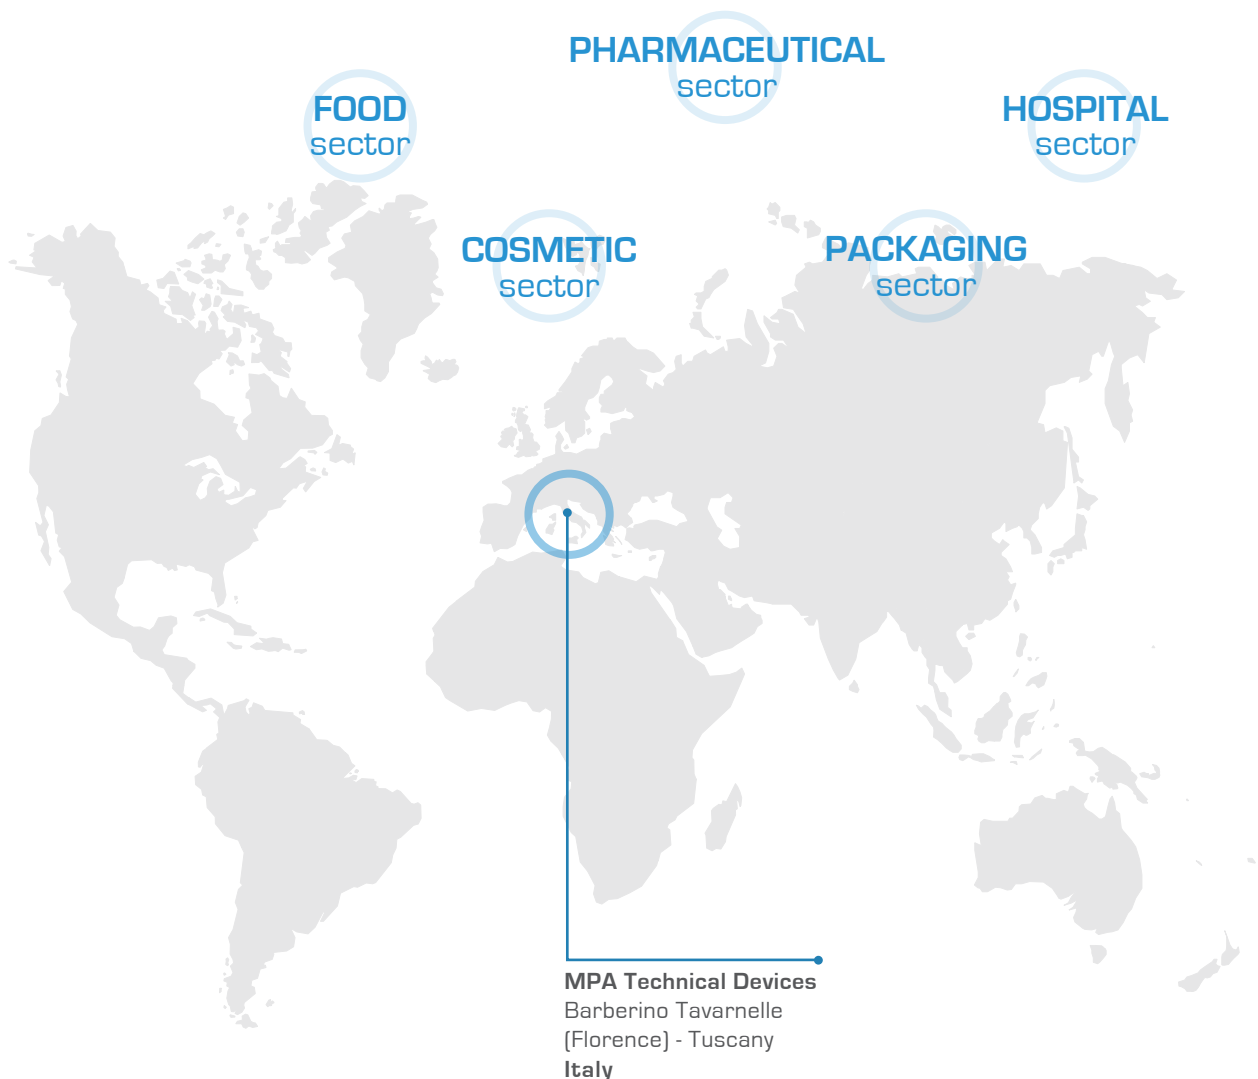 PHARMACEUTICAL
sector
FOOD
sector
HOSPITAL
sector
COSMETIC
sector
PACKAGING
sector
MPA Technical Devices
Barberino Tavarnelle
(Florence) - Tuscany
Italy